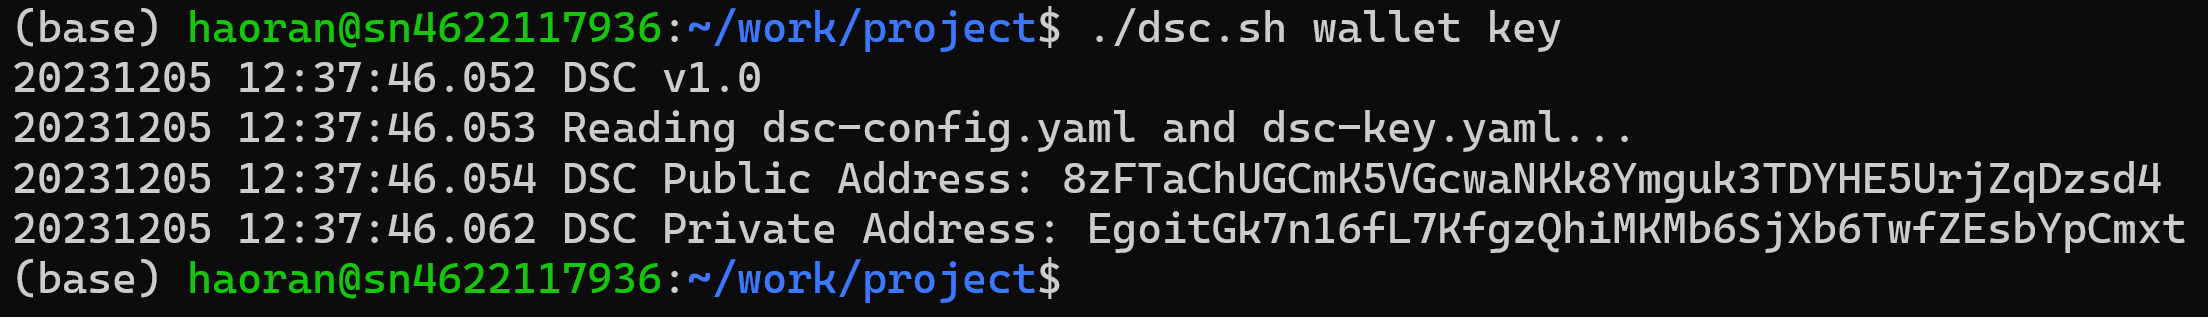 (base) haoran@sn4622117936:~/work/project$ ./dsc.sh wallet key
20231205 12:37:46.052 DSC v1.0
20231205 12:37:46.053 Reading dsc-config.yaml and dsc-key.yaml...
20231205 12:37:46.054 DSC Public Address: 8zFTaChUGCmK5VGcwaNKk8Ymguk3TDYHE5UrjZqDzsd4
20231205 12:37:46.062 DSC Private Address: EgoitGk7n16fL7KfgzQhiMKMb6SjXb6TwfZEsbYpCmxt
(base) haoran@sn4622117936:~/work/project$